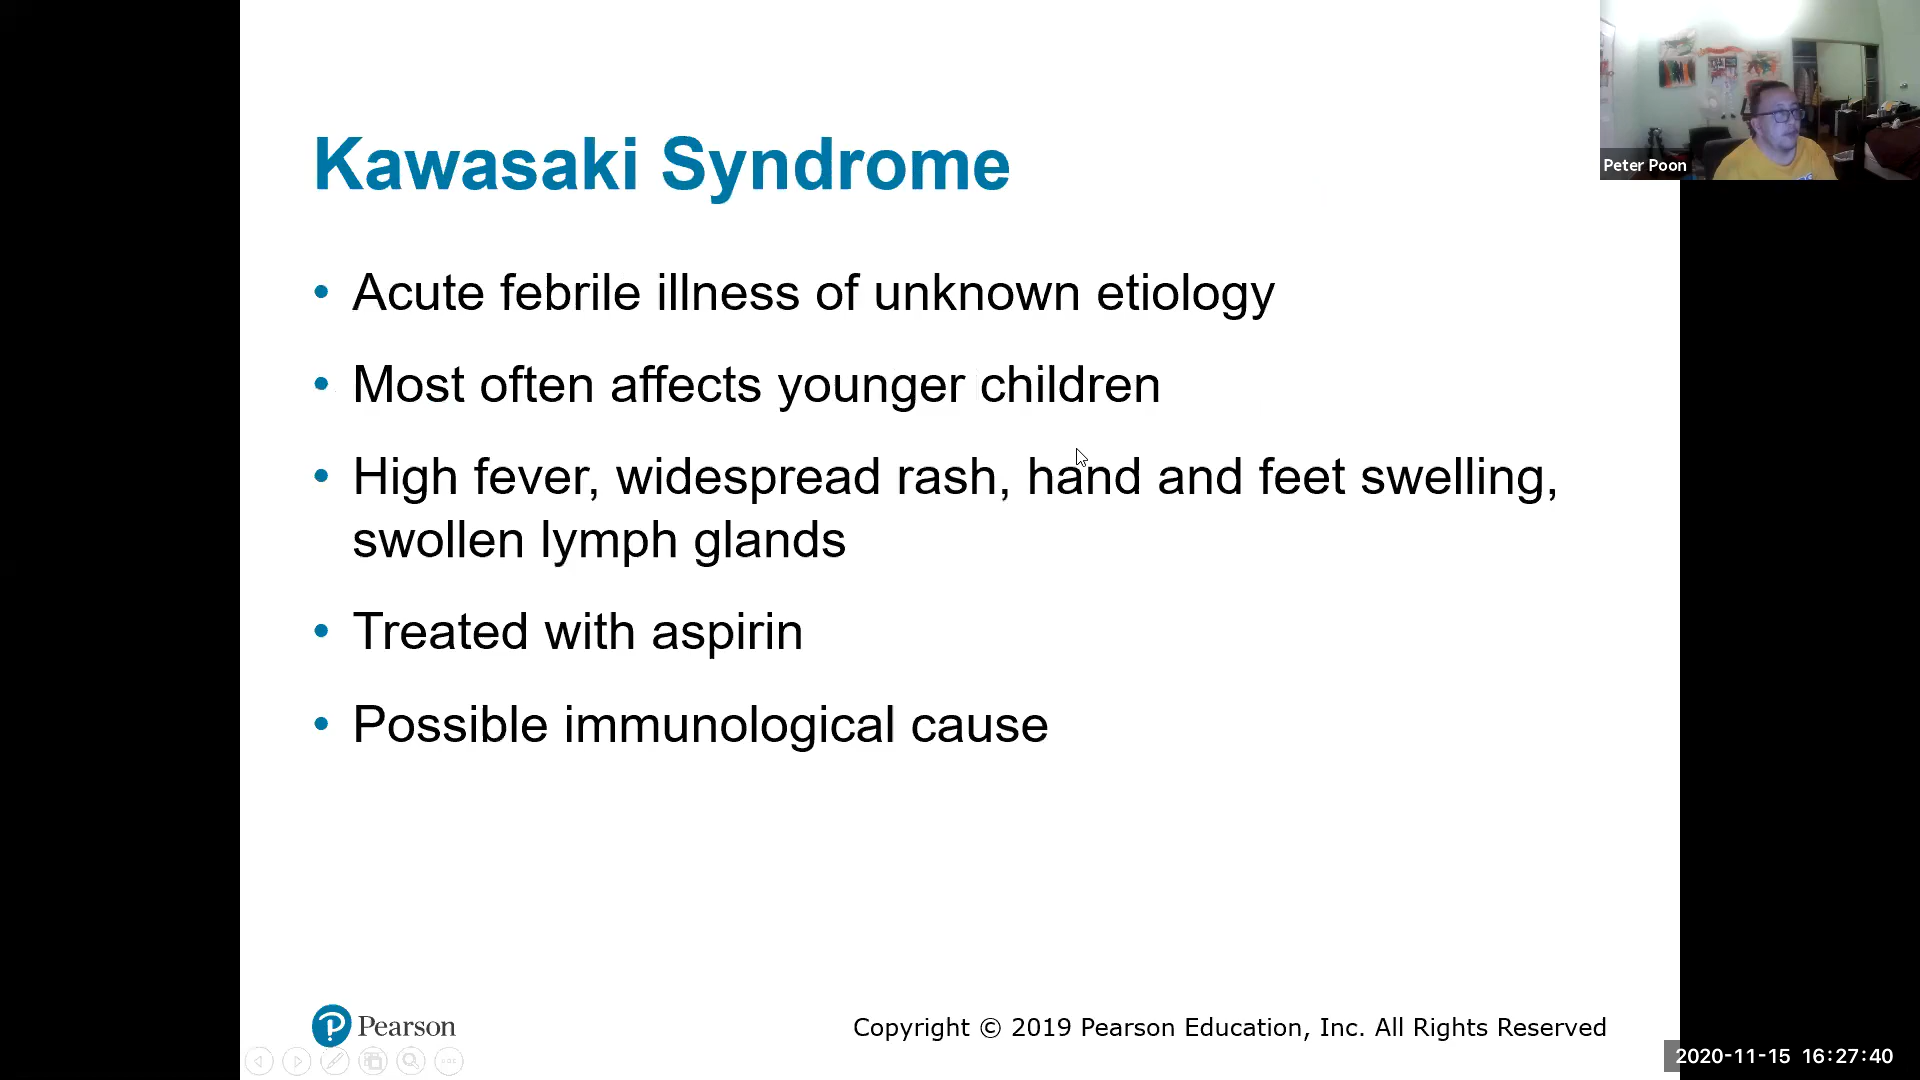 Kawasaki Syndrome
• Acute febrile illness of unknown etiology
• Most often affects younger children
• High fever, widespread rash, hand and feet swelling,
swollen lymph glands
• Treated with aspirin
• Possible immunological cause
Peter Poon
Pearson
Copyright © 2019 Pearson Education, Inc. All Rights Reserved
2020-11-15 16:27:40